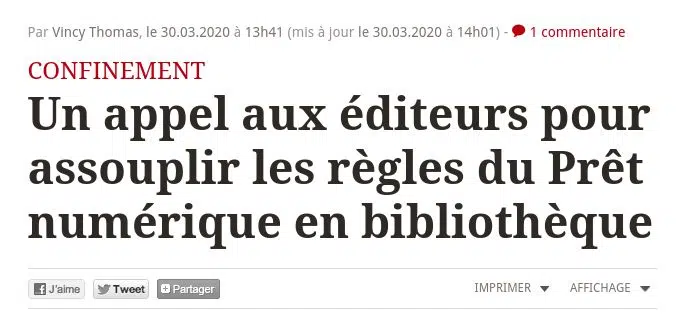 Par Vincy Thomas, le 30.03.2020 à 13h41 (mis à jour le 30.03.2020 à 14h01) - 1 commentaire
CONFINEMENT
Un appel aux éditeurs pour
assouplir les règles du Prêt
numérique en bibliothèque
J'aime Tweet Partager IMPRIMER AFFICHAGE